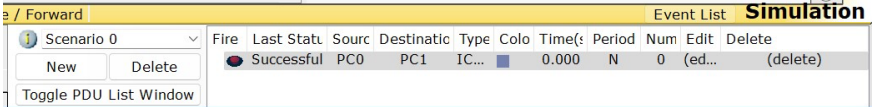 e / Forward Event List Simulation
Scenario 0 Fire Last Statu Sourc Destinatio Type Colo Time(s Period Num Edit Delete
Successful PC0 PC1 IC... 0.000 N 0 (ed... (delete)
New Delete
Toggle PDU List Window